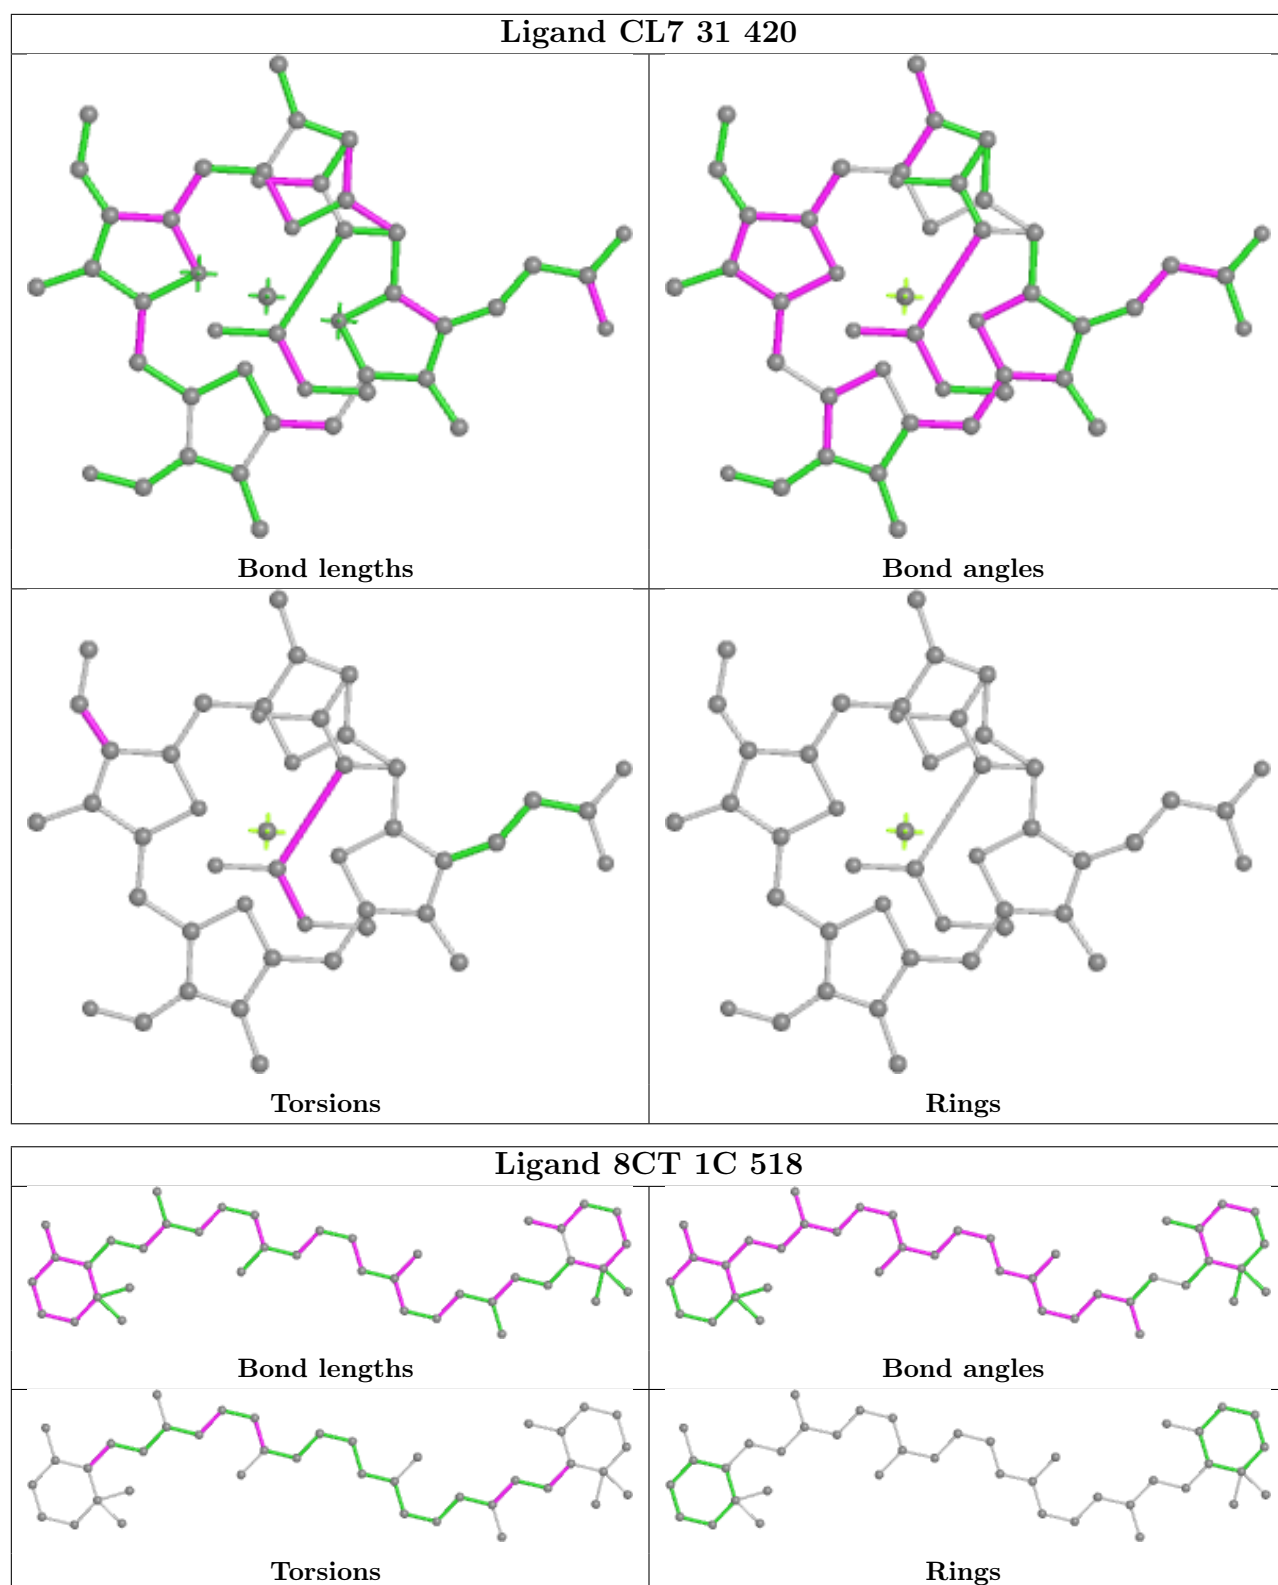 Ligand CL7 31 420
Bond lengths
Bond angles
Torsions
Rings
Ligand 8CT 1C 518
Bond lengths
Bond angles
Torsions
Rings